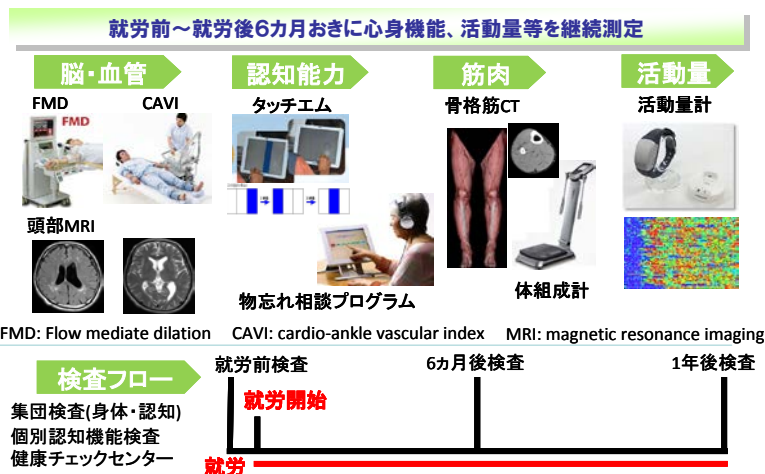 就労前～就労後6カ月おきに心身機能、活動量等を継続測定
脳・血管
認知能力
筋肉
活動量
FMD
CAVI
タッチエム
骨格筋CT
活動量計
FMD
頭部MRI
物忘れ相談プログラム
体組成計
FMD: Flow mediate dilation
CAVI: cardio-ankle vascular index
MRI: magnetic resonance imaging
検査フロー
就労前検査
6ヵ月後検査
1年後検査
集団検査(身体・認知)
個別認知機能検査
健康チェックセンター
就労開始
就労